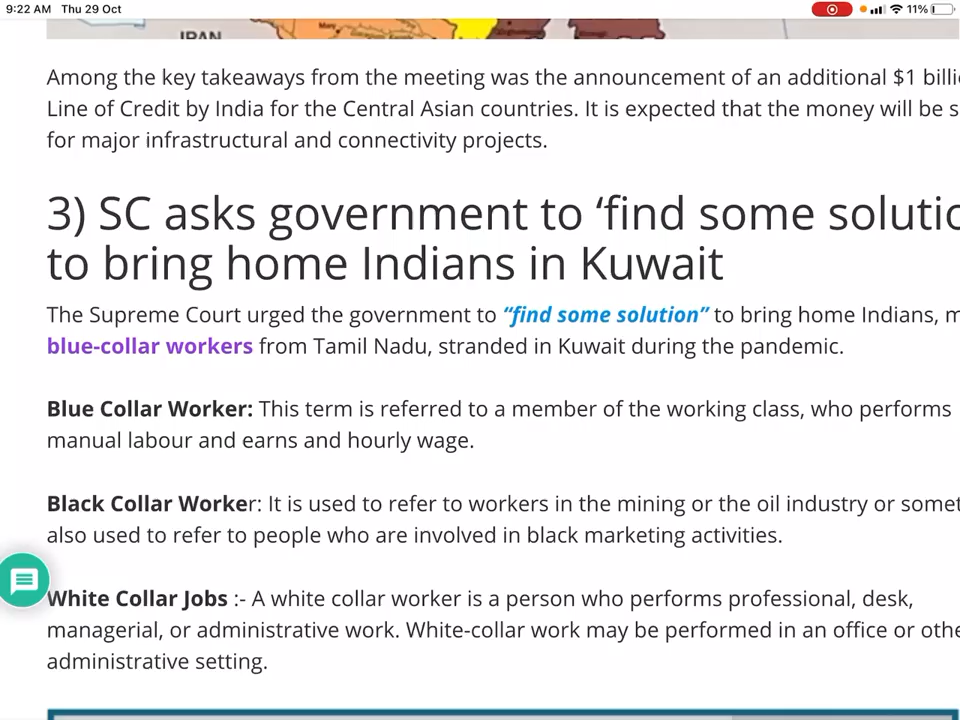 9:22 AM Thu 29 Oct
11%
IRAN
Among the key takeaways from the meeting was the announcement of an additional $1
Line of Credit by India for the Central Asian countries. It is expected that the money will be
for major infrastructural and connectivity projects.
3) SC asks government to ‘find some
to bring home Indians in Kuwait
The Supreme Court urged the government to “find some solution” to bring home Indians,
blue-collar workers from Tamil Nadu, stranded in Kuwait during the pandemic.
Blue Collar Worker: This term is referred to a member of the working class, who performs
manual labour and earns and hourly wage.
Black Collar Worker: It is used to refer to workers in the mining or the oil industry or
also used to refer to people who are involved in black marketing activities.
White Collar Jobs :- A white collar worker is a person who performs professional, desk,
managerial, or administrative work. White-collar work may be performed in an office or
administrative setting.